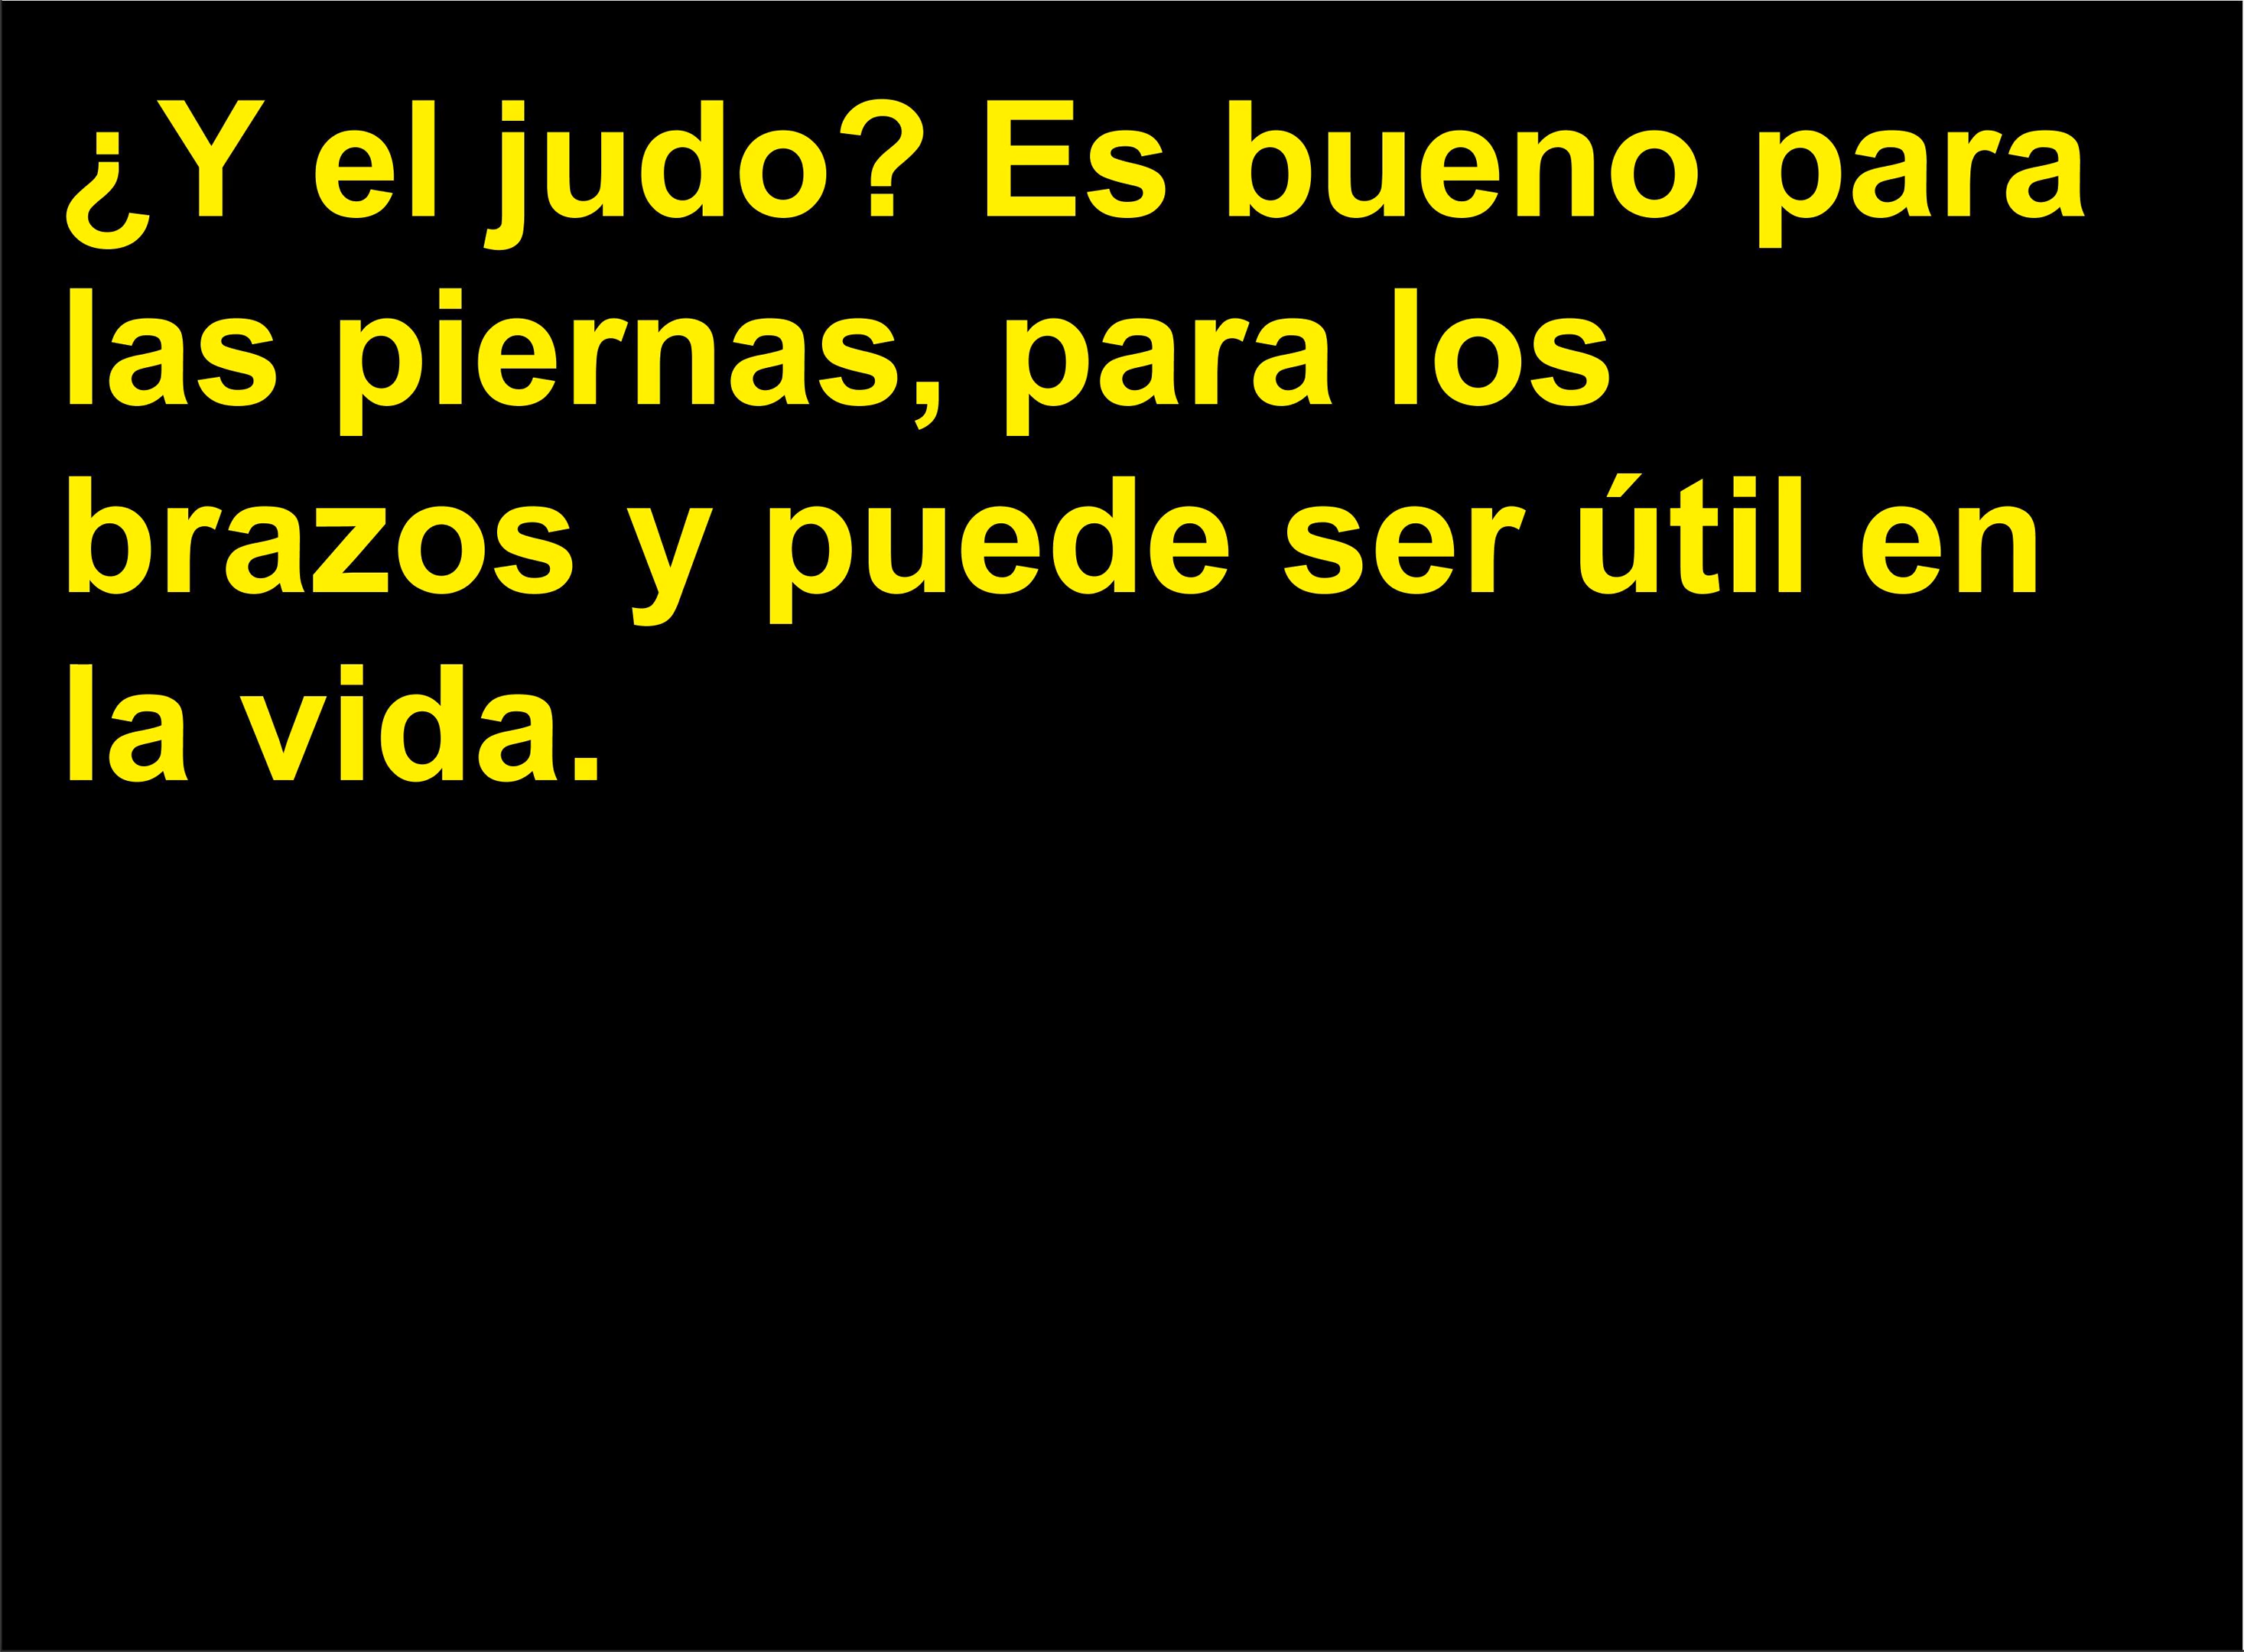 ¿Y el judo? Es bueno para
las piernas, para los
brazos y puede ser útil en
la vida.